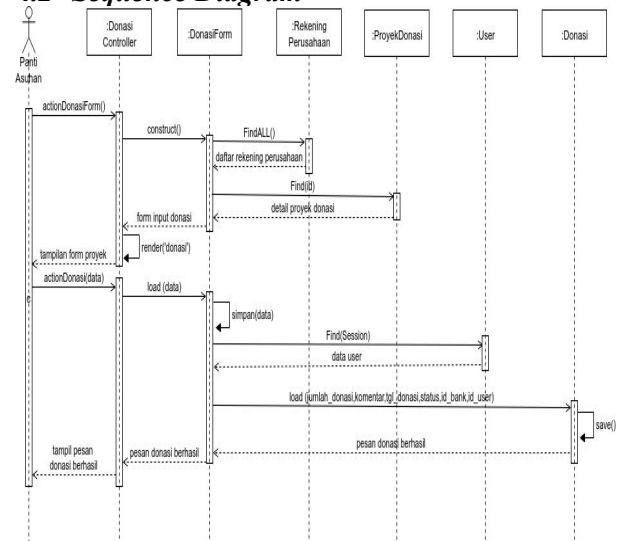 4.2 Sequence Diagram
:Donasi
Controller
:DonasiForm
:Rekening
Perusahaan
:ProyekDonasi
:User
:Donasi
Panti
Asuhan
actionDonasiForm()
construct()
FindALL()
daftar rekening perusahaan
Find(id)
detail proyek donasi
form input donasi
render('donasi')
tampilan form proyek
actionDonasi(data)
load (data)
c
simpan(data)
Find(Session)
data user
load (jumlah_donasi,komentar,tgl_donasi,status,id_bank,id_user)
save()
pesan donasi berhasil
pesan donasi berhasil
tampil pesan
donasi berhasil